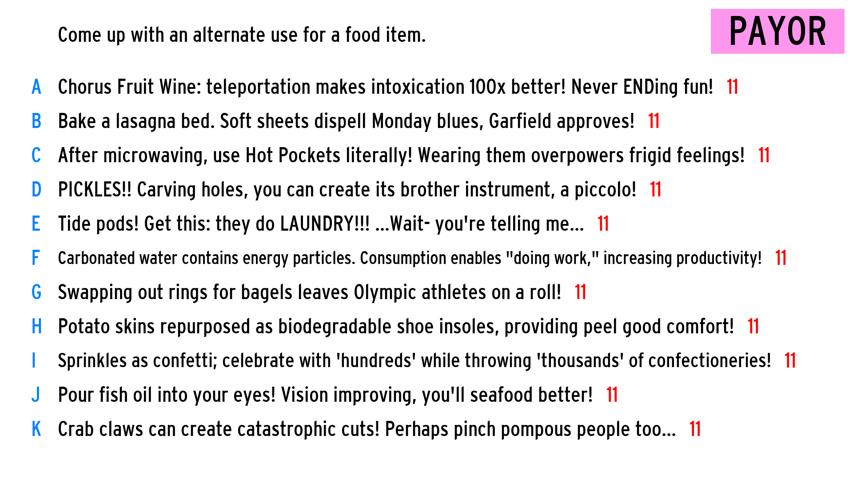 Come up with an alternate use for a food item.
PAYOR
A Chorus Fruit Wine: teleportation makes intoxication 100x better! Never ENDing fun! 11
B Bake a lasagna bed. Soft sheets dispell Monday blues, Garfield approves! 11
C After microwaving, use Hot Pockets literally! Wearing them overpowers frigid feelings! 11
D PICKLES!! Carving holes, you can create its brother instrument, a piccolo! 11
E Tide pods! Get this: they do LAUNDRY!!! ...Wait- you're telling me... 11
F Carbonated water contains energy particles. Consumption enables "doing work," increasing productivity! 11
G Swapping out rings for bagels leaves Olympic athletes on a roll! 11
H Potato skins repurposed as biodegradable shoe insoles, providing peel good comfort! 11
I Sprinkles as confetti; celebrate with 'hundreds' while throwing 'thousands' of confectioneries! 11
J Pour fish oil into your eyes! Vision improving, you'll seafood better! 11
K Crab claws can create catastrophic cuts! Perhaps pinch pompous people too... 11